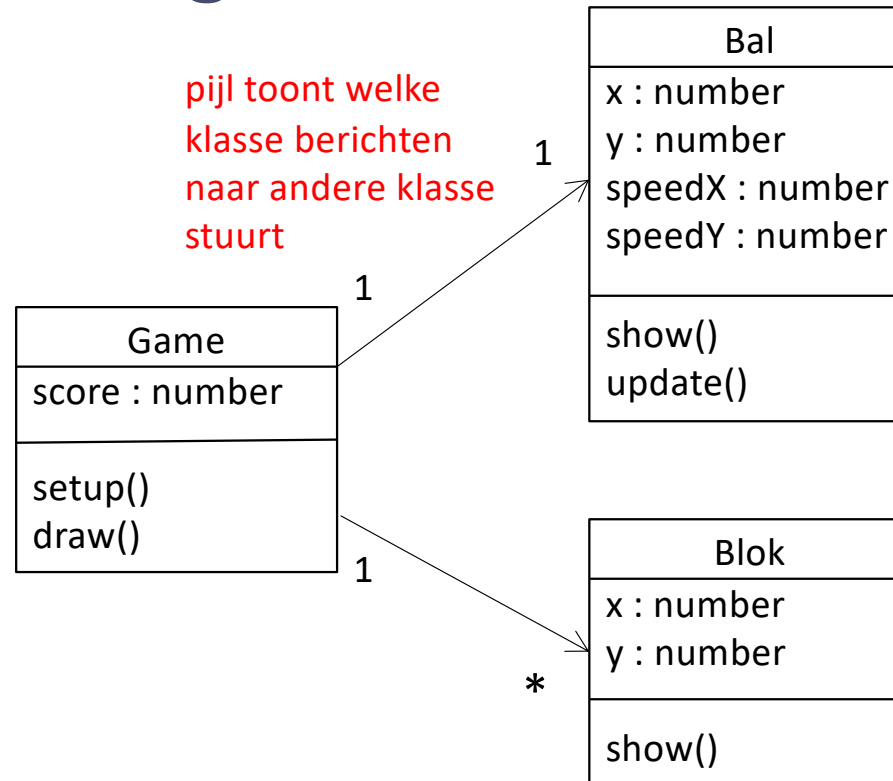 pijl toont welke
klasse berichten
naar andere klasse
stuurt
1
1
Game
score : number
setup()
draw()
1
*
Bal
x : number
y : number
speedX : number
speedY : number
show()
update()
Blok
x : number
y : number
show()